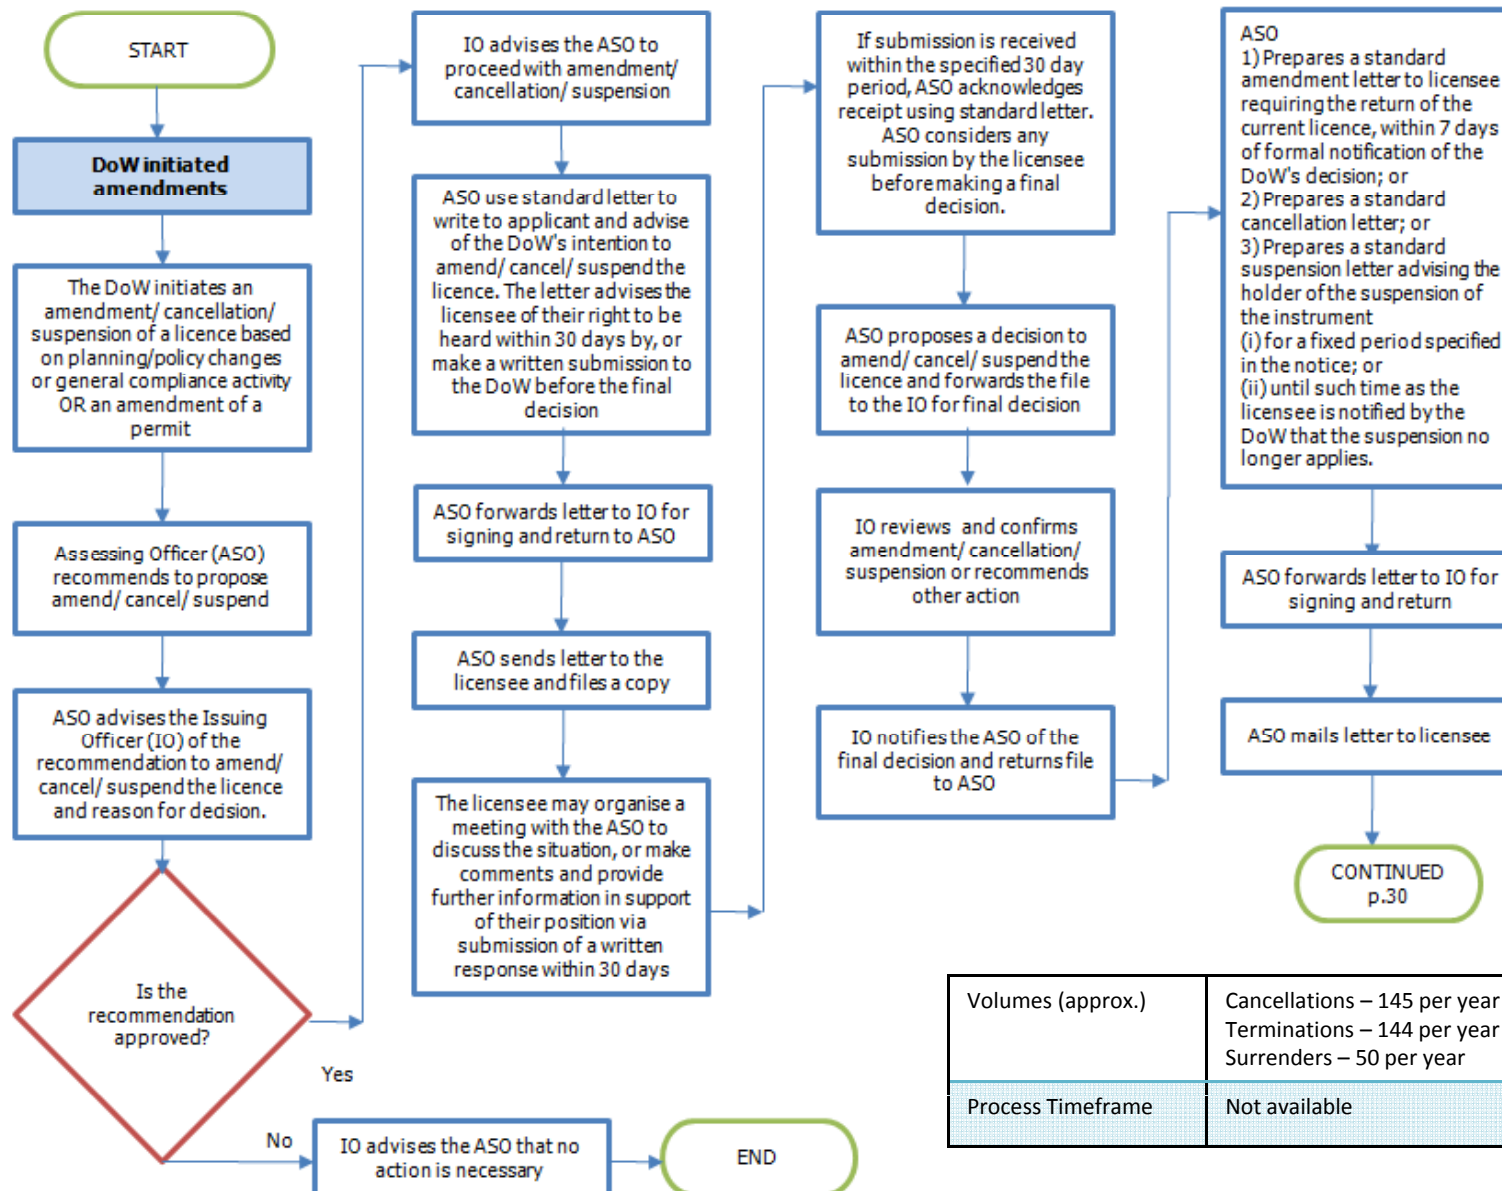 START
DoW initiated
amendments
The DoW initiates an
amendment/ cancellation/
suspension of a licence based
on planning/policy changes
or general compliance activity
OR an amendment of a
permit
Assessing Officer (ASO)
recommends to propose
amend/ cancel/ suspend
ASO advises the Issuing
Officer (IO) of the
recommendation to amend/
cancel/ suspend the licence
and reason for decision.
Is the
recommendation
approved?
Yes
No
IO advises the ASO that no
action is necessary
END
IO advises the ASO to
proceed with amendment/
cancellation/ suspension
ASO use standard letter to
write to applicant and advise
of the DoW's intention to
amend/ cancel/ suspend the
licence. The letter advises the
licensee of their right to be
heard within 30 days by, or
make a written submission to
the DoW before the final
decision
ASO forwards letter to IO for
signing and return to ASO
ASO sends letter to the
licensee and files a copy
The licensee may organise a
meeting with the ASO to
discuss the situation, or make
comments and provide
further information in support
of their position via
submission of a written
response within 30 days
If submission is received
within the specified 30 day
period, ASO acknowledges
receipt using standard letter.
ASO considers any
submission by the licensee
before making a final
decision.
ASO proposes a decision to
amend/ cancel/ suspend the
licence and forwards the file
to the IO for final decision
IO reviews and confirms
amendment/ cancellation/
suspension or recommends
other action
IO notifies the ASO of the
final decision and returns file
to ASO
ASO
1) Prepares a standard
amendment letter to licensee
requiring the return of the
current licence, within 7 days
of formal notification of the
DoW's decision; or
2) Prepares a standard
cancellation letter; or
3) Prepares a standard
suspension letter advising the
holder of the suspension of
the instrument
(i) for a fixed period specified
in the notice; or
(ii) until such time as the
licensee is notified by the
DoW that the suspension no
longer applies.
ASO forwards letter to IO for
signing and return
ASO mails letter to licensee
CONTINUED
p.30
Volumes (approx.)
Cancellations – 145 per year
Terminations – 144 per year
Surrenders – 50 per year
Process Timeframe
Not available